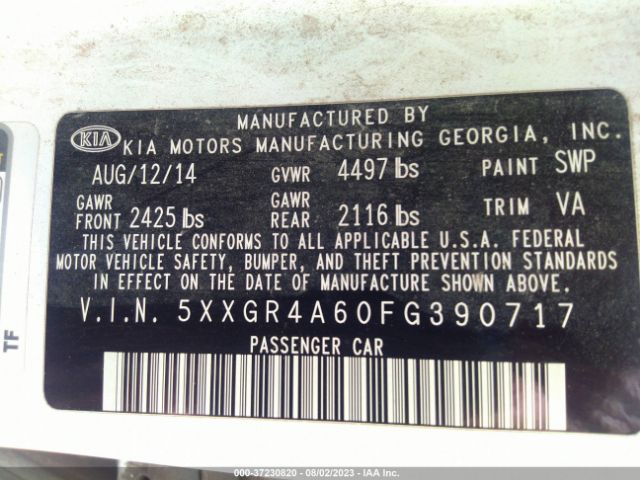 MANUFACTURED BY
KIA KIA MOTORS MANUFACTURING GEORGIA, INC.
AUG/12/14 GVWR 4497 lbs PAINT SWP
GAWR FRONT 2425 lbs GAWR REAR 2116 lbs TRIM VA
THIS VEHICLE CONFORMS TO ALL APPLICABLE U.S.A. FEDERAL
MOTOR VEHICLE SAFETY, BUMPER, AND THEFT PREVENTION STANDARDS
IN EFFECT ON THE DATE OF MANUFACTURE SHOWN ABOVE.
V.I.N. 5XXGR4A60FG390717
PASSENGER CAR
TF
000-37230820 - 08/02/2023 - IAA Inc.